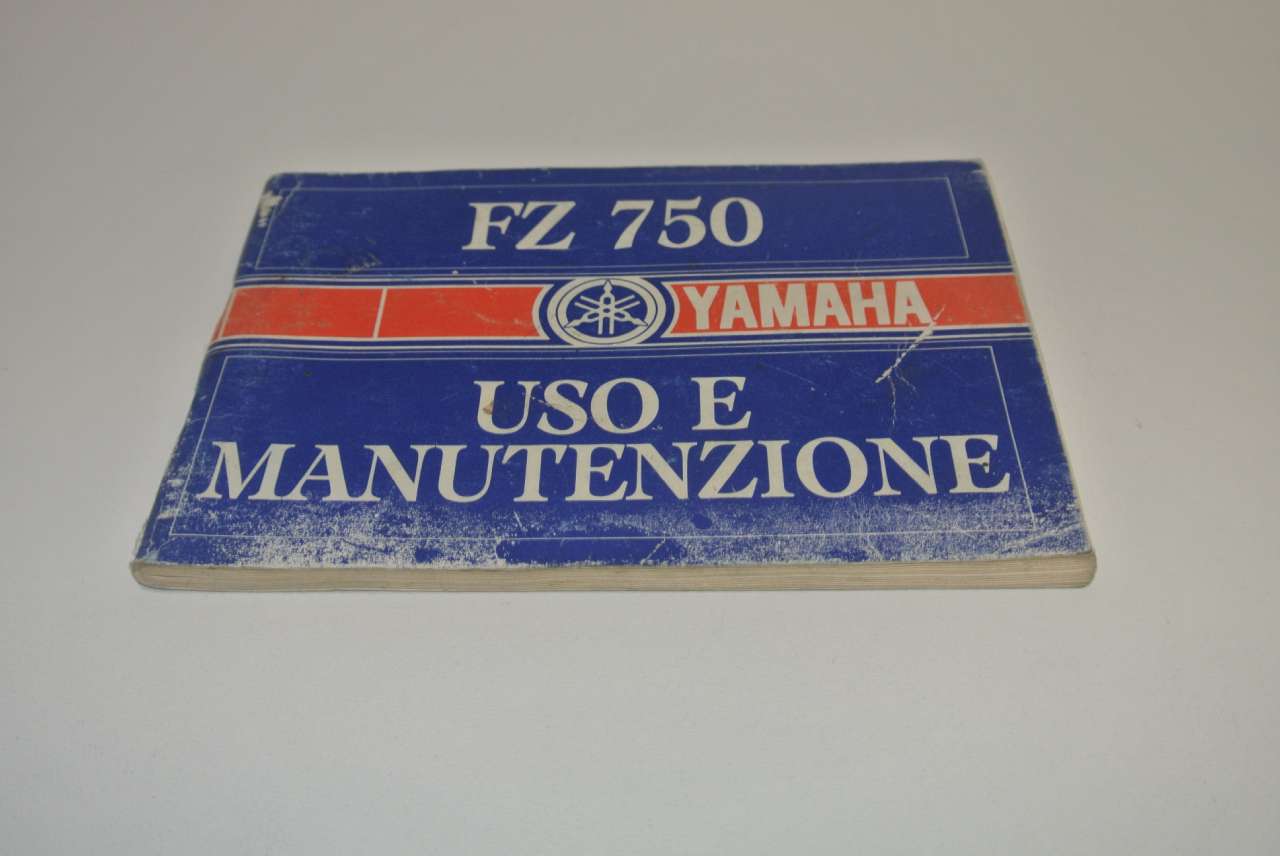 FZ 750
YAMAHA
USO E
MANUTENZIONE